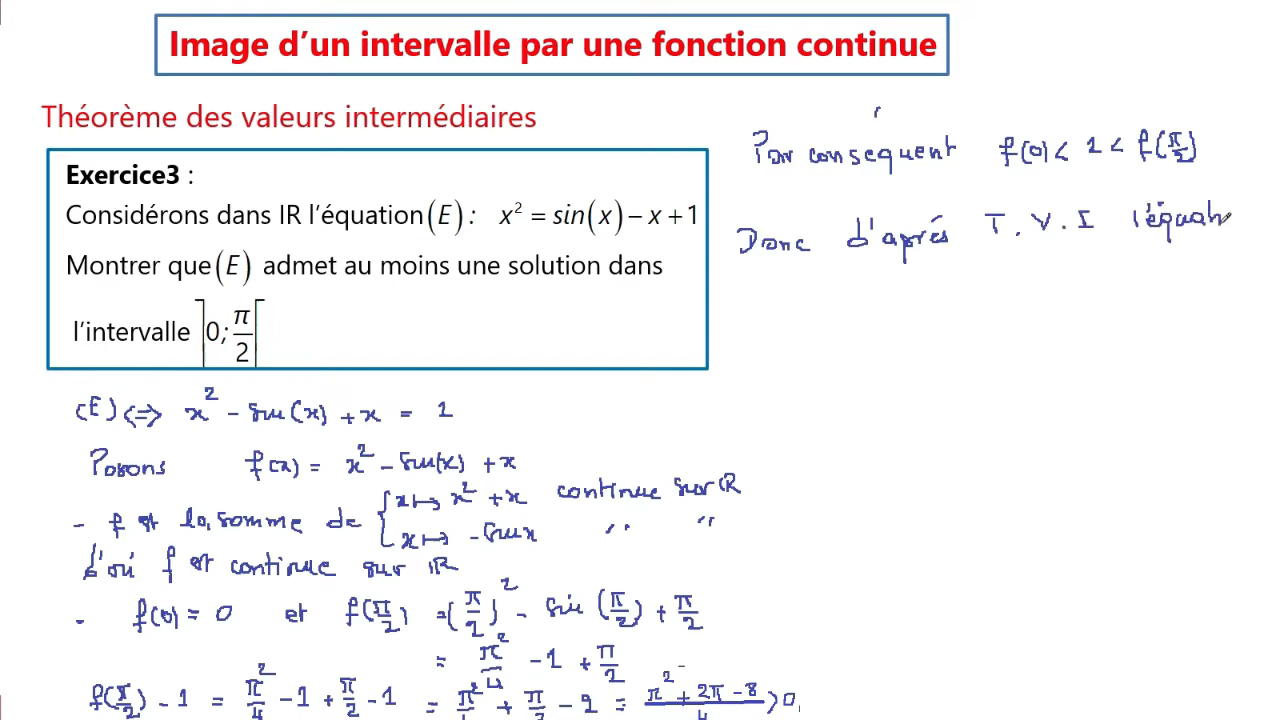 Image d'un intervalle par une fonction continue
Théorème des valeurs intermédiaires
Exercice3 :
Considérons dans IR l'équation (E) : x² = sin(x) − x + 1
Montrer que (E) admet au moins une solution dans
l'intervalle ]0; π/2[
(E) <=> x² - sin(x) + x = 1
Posons f(x) = x² - sin(x) + x
- f est la somme de { x ↦ x² + x continue sur IR
x ↦ - sin x " "
d'où f est continue sur IR
- f(0) = 0 et f(π/2) = (π/2)² - sin(π/2) + π/2
= π²/4 - 1 + π/2
f(π/2) - 1 = π²/4 - 1 + π/2 - 1 = π²/4 + π/2 - 2 = (π² + 2π - 8)/4 > 0,
Par consequent f(0) < 1 < f(π/2)
Donc d'après T.V.I l'équat